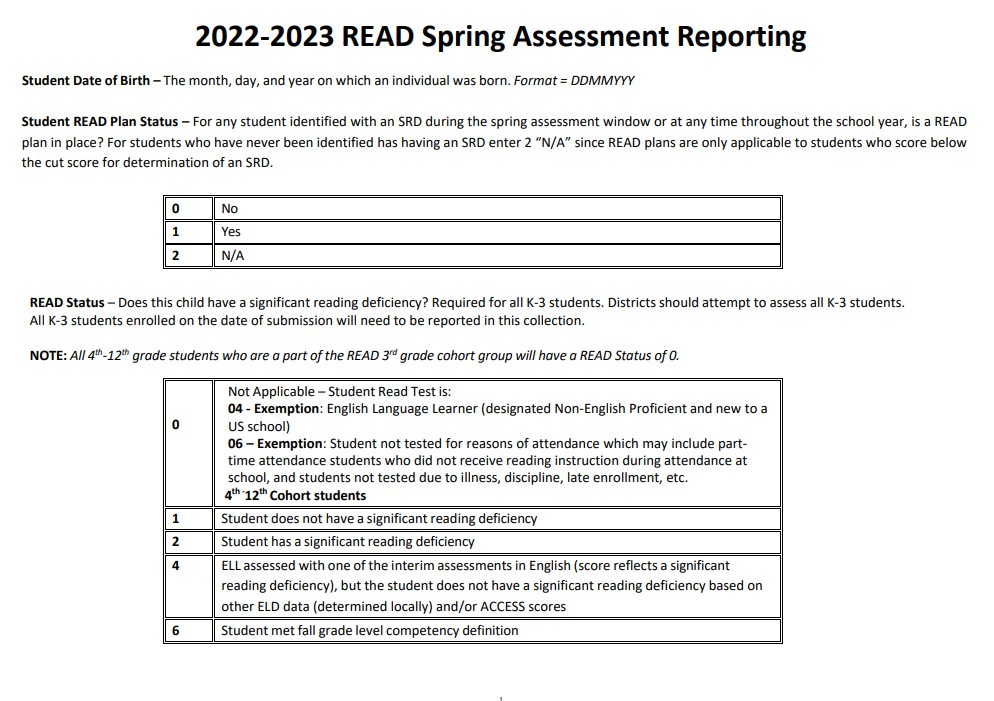 2022-2023 READ Spring Assessment Reporting
Student Date of Birth – The month, day, and year on which an individual was born. Format = DDMMYYY
Student READ Plan Status – For any student identified with an SRD during the spring assessment window or at any time throughout the school year, is a READ
plan in place? For students who have never been identified has having an SRD enter 2 “N/A” since READ plans are only applicable to students who score below
the cut score for determination of an SRD.
0 No
1 Yes
2 N/A
READ Status – Does this child have a significant reading deficiency? Required for all K-3 students. Districts should attempt to assess all K-3 students.
All K-3 students enrolled on the date of submission will need to be reported in this collection.
NOTE: All 4th-12th grade students who are a part of the READ 3rd grade cohort group will have a READ Status of 0.
0 Not Applicable – Student Read Test is:
04 - Exemption: English Language Learner (designated Non-English Proficient and new to a
US school)
06 – Exemption: Student not tested for reasons of attendance which may include part-
time attendance students who did not receive reading instruction during attendance at
school, and students not tested due to illness, discipline, late enrollment, etc.
4th -12th Cohort students
1 Student does not have a significant reading deficiency
2 Student has a significant reading deficiency
4 ELL assessed with one of the interim assessments in English (score reflects a significant
reading deficiency), but the student does not have a significant reading deficiency based on
other ELD data (determined locally) and/or ACCESS scores
6 Student met fall grade level competency definition